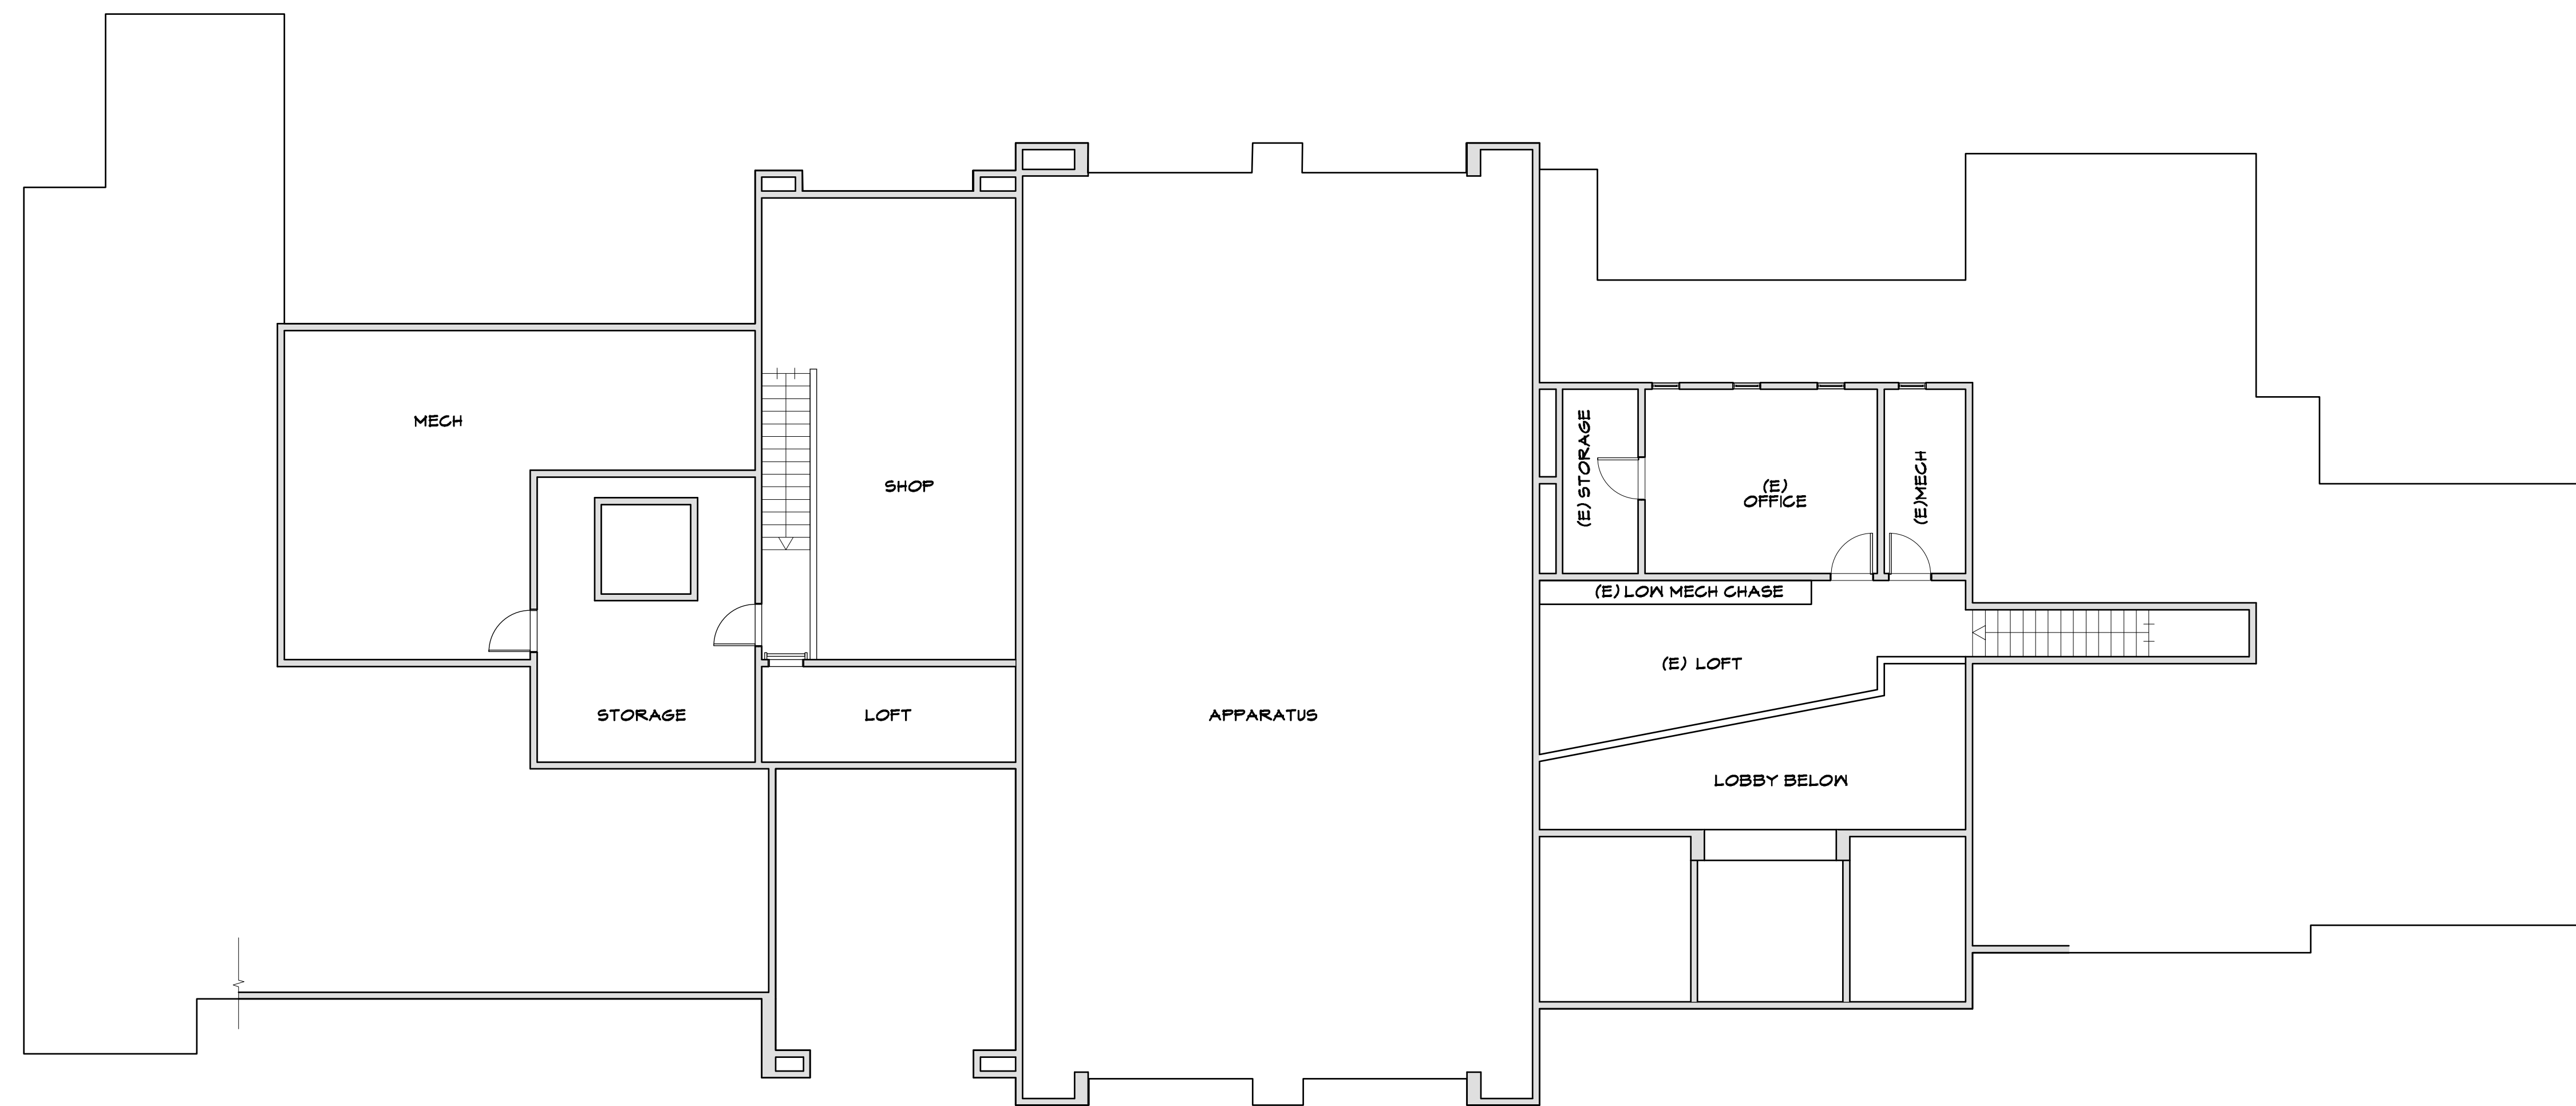 MECH
SHOP
STORAGE
LOFT
APPARATUS
(E) STORAGE
(E)
OFFICE
(E)MECH
(E) LOW MECH CHASE
(E) LOFT
LOBBY BELOW